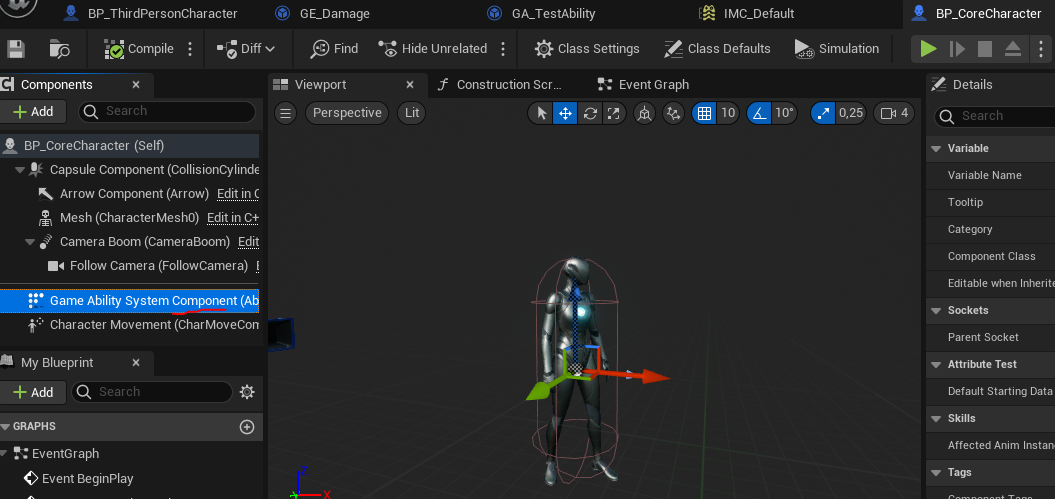 BP_ThirdPersonCharacter GE_Damage GA_TestAbility IMC_Default BP_CoreCharacter
Compile Diff Find Hide Unrelated Class Settings Class Defaults Simulation
Components
Add Search
BP_CoreCharacter (Self)
Capsule Component (CollisionCylinde
Arrow Component (Arrow) Edit in C
Mesh (CharacterMesh0) Edit in C+
Camera Boom (CameraBoom) Edit
Follow Camera (FollowCamera) E
Game Ability System Component (Ab
Character Movement (CharMoveCom
My Blueprint
Add Search
GRAPHS
EventGraph
Event BeginPlay
Viewport Construction Scr... Event Graph
Perspective Lit 10 10° 0,25 4
Z
X
Details
Search
Variable
Variable Name
Tooltip
Category
Component Class
Editable when Inherite
Sockets
Parent Socket
Attribute Test
Default Starting Data
Skills
Affected Anim Instan
Tags
Component Tags